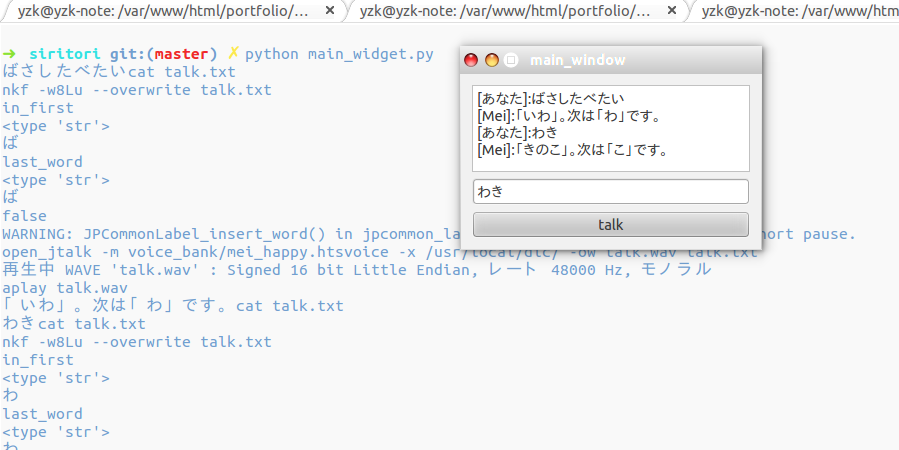 yzk@yzk-note: /var/www/html/portfolio/... × yzk@yzk-note: /var/www/html/portfolio/... × yzk@yzk-note: /var/www/htm
➜ siritori git:(master) ✗ python main_widget.py
ばさしたべたいcat talk.txt
nkf -w8Lu --overwrite talk.txt
in_first
<type 'str'>
ば
last_word
<type 'str'>
ば
false
WARNING: JPCommonLabel_insert_word() in jpcommon_la
hort pause.
open_jtalk -m voice_bank/mei_happy.htsvoice -x /usr/local/dic/ -ow talk.wav talk.txt
再生中 WAVE 'talk.wav' : Signed 16 bit Little Endian, レート 48000 Hz, モノラル
aplay talk.wav
「いわ」。次は「わ」です。cat talk.txt
わきcat talk.txt
nkf -w8Lu --overwrite talk.txt
in_first
<type 'str'>
わ
last_word
<type 'str'>
わ
main_window
[あなた]:ばさしたべたい
[Mei]:「いわ」。次は「わ」です。
[あなた]:わき
[Mei]:「きのこ」。次は「こ」です。
わき
talk